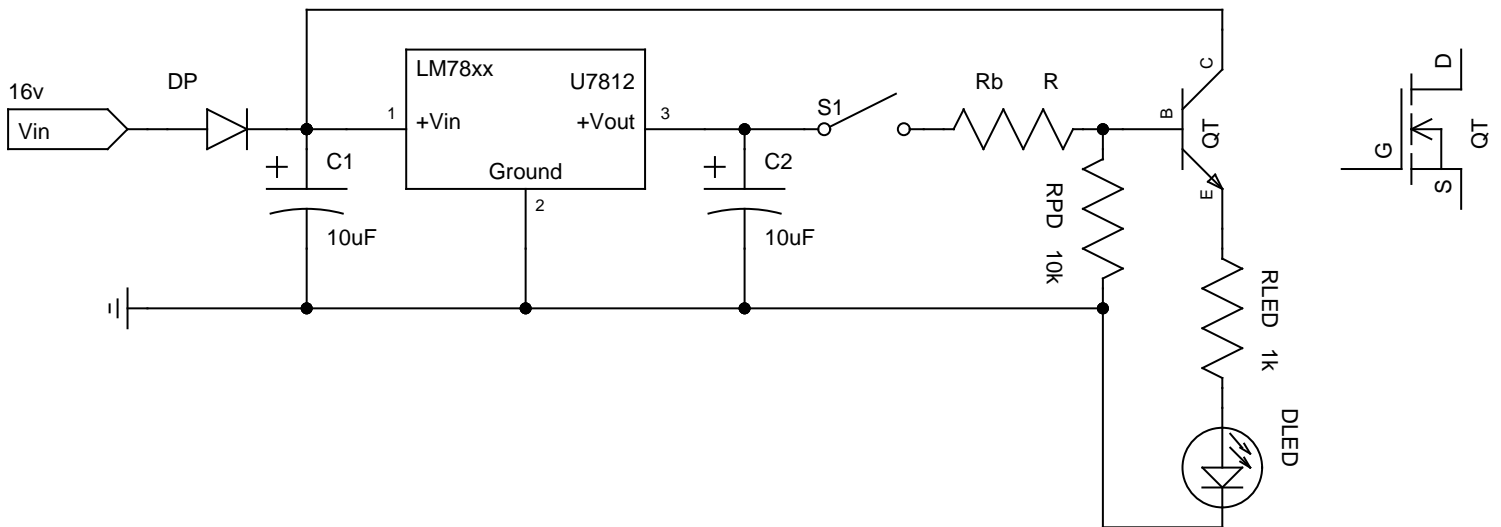 16v
Vin
DP
C1
10uF
LM78xx
U7812
1
+Vin
+Vout
3
Ground
2
C2
10uF
S1
Rb R
RPD 10k
B
C
E
QT
RLED 1k
DLED
G
D
S
QT